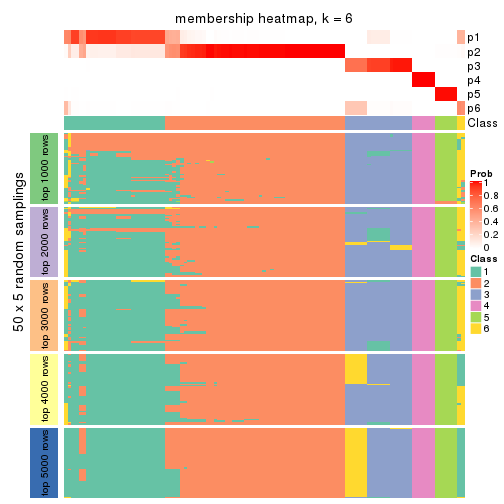 membership heatmap, k = 6
p1
p2
p3
p4
p5
p6
Class
50 x 5 random samplings
top 1000 rows
top 2000 rows
top 3000 rows
top 4000 rows
top 5000 rows
Prob
1
0.8
0.6
0.4
0.2
0
Class
1
2
3
4
5
6